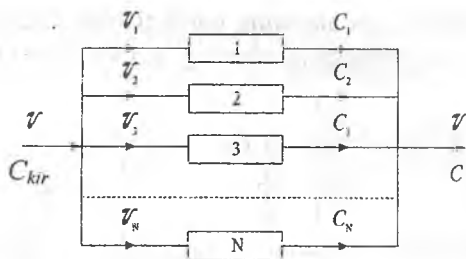 𝒱₁ 1 C₁
𝒱₂ 2 C₂
𝒱 𝒱₃ 3 C₃ 𝒱
C_kir C
𝒱_N N C_N